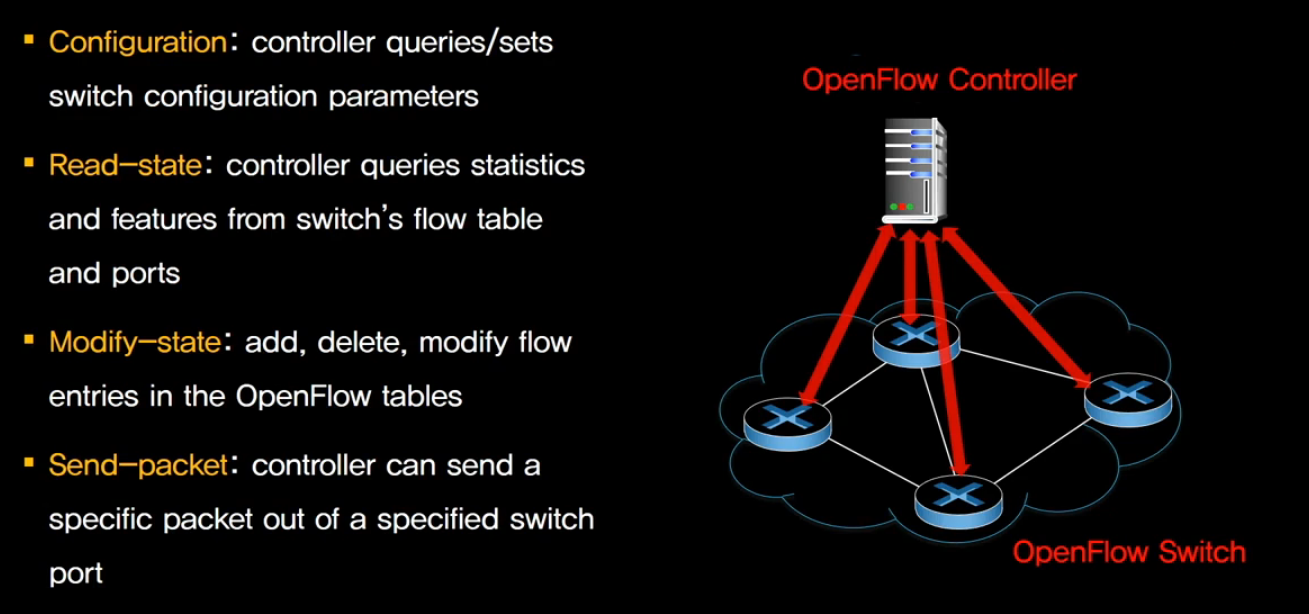 ▪ Configuration: controller queries/sets
switch configuration parameters
▪ Read-state: controller queries statistics
and features from switch's flow table
and ports
▪ Modify-state: add, delete, modify flow
entries in the OpenFlow tables
▪ Send-packet: controller can send a
specific packet out of a specified switch
port
OpenFlow Controller
OpenFlow Switch